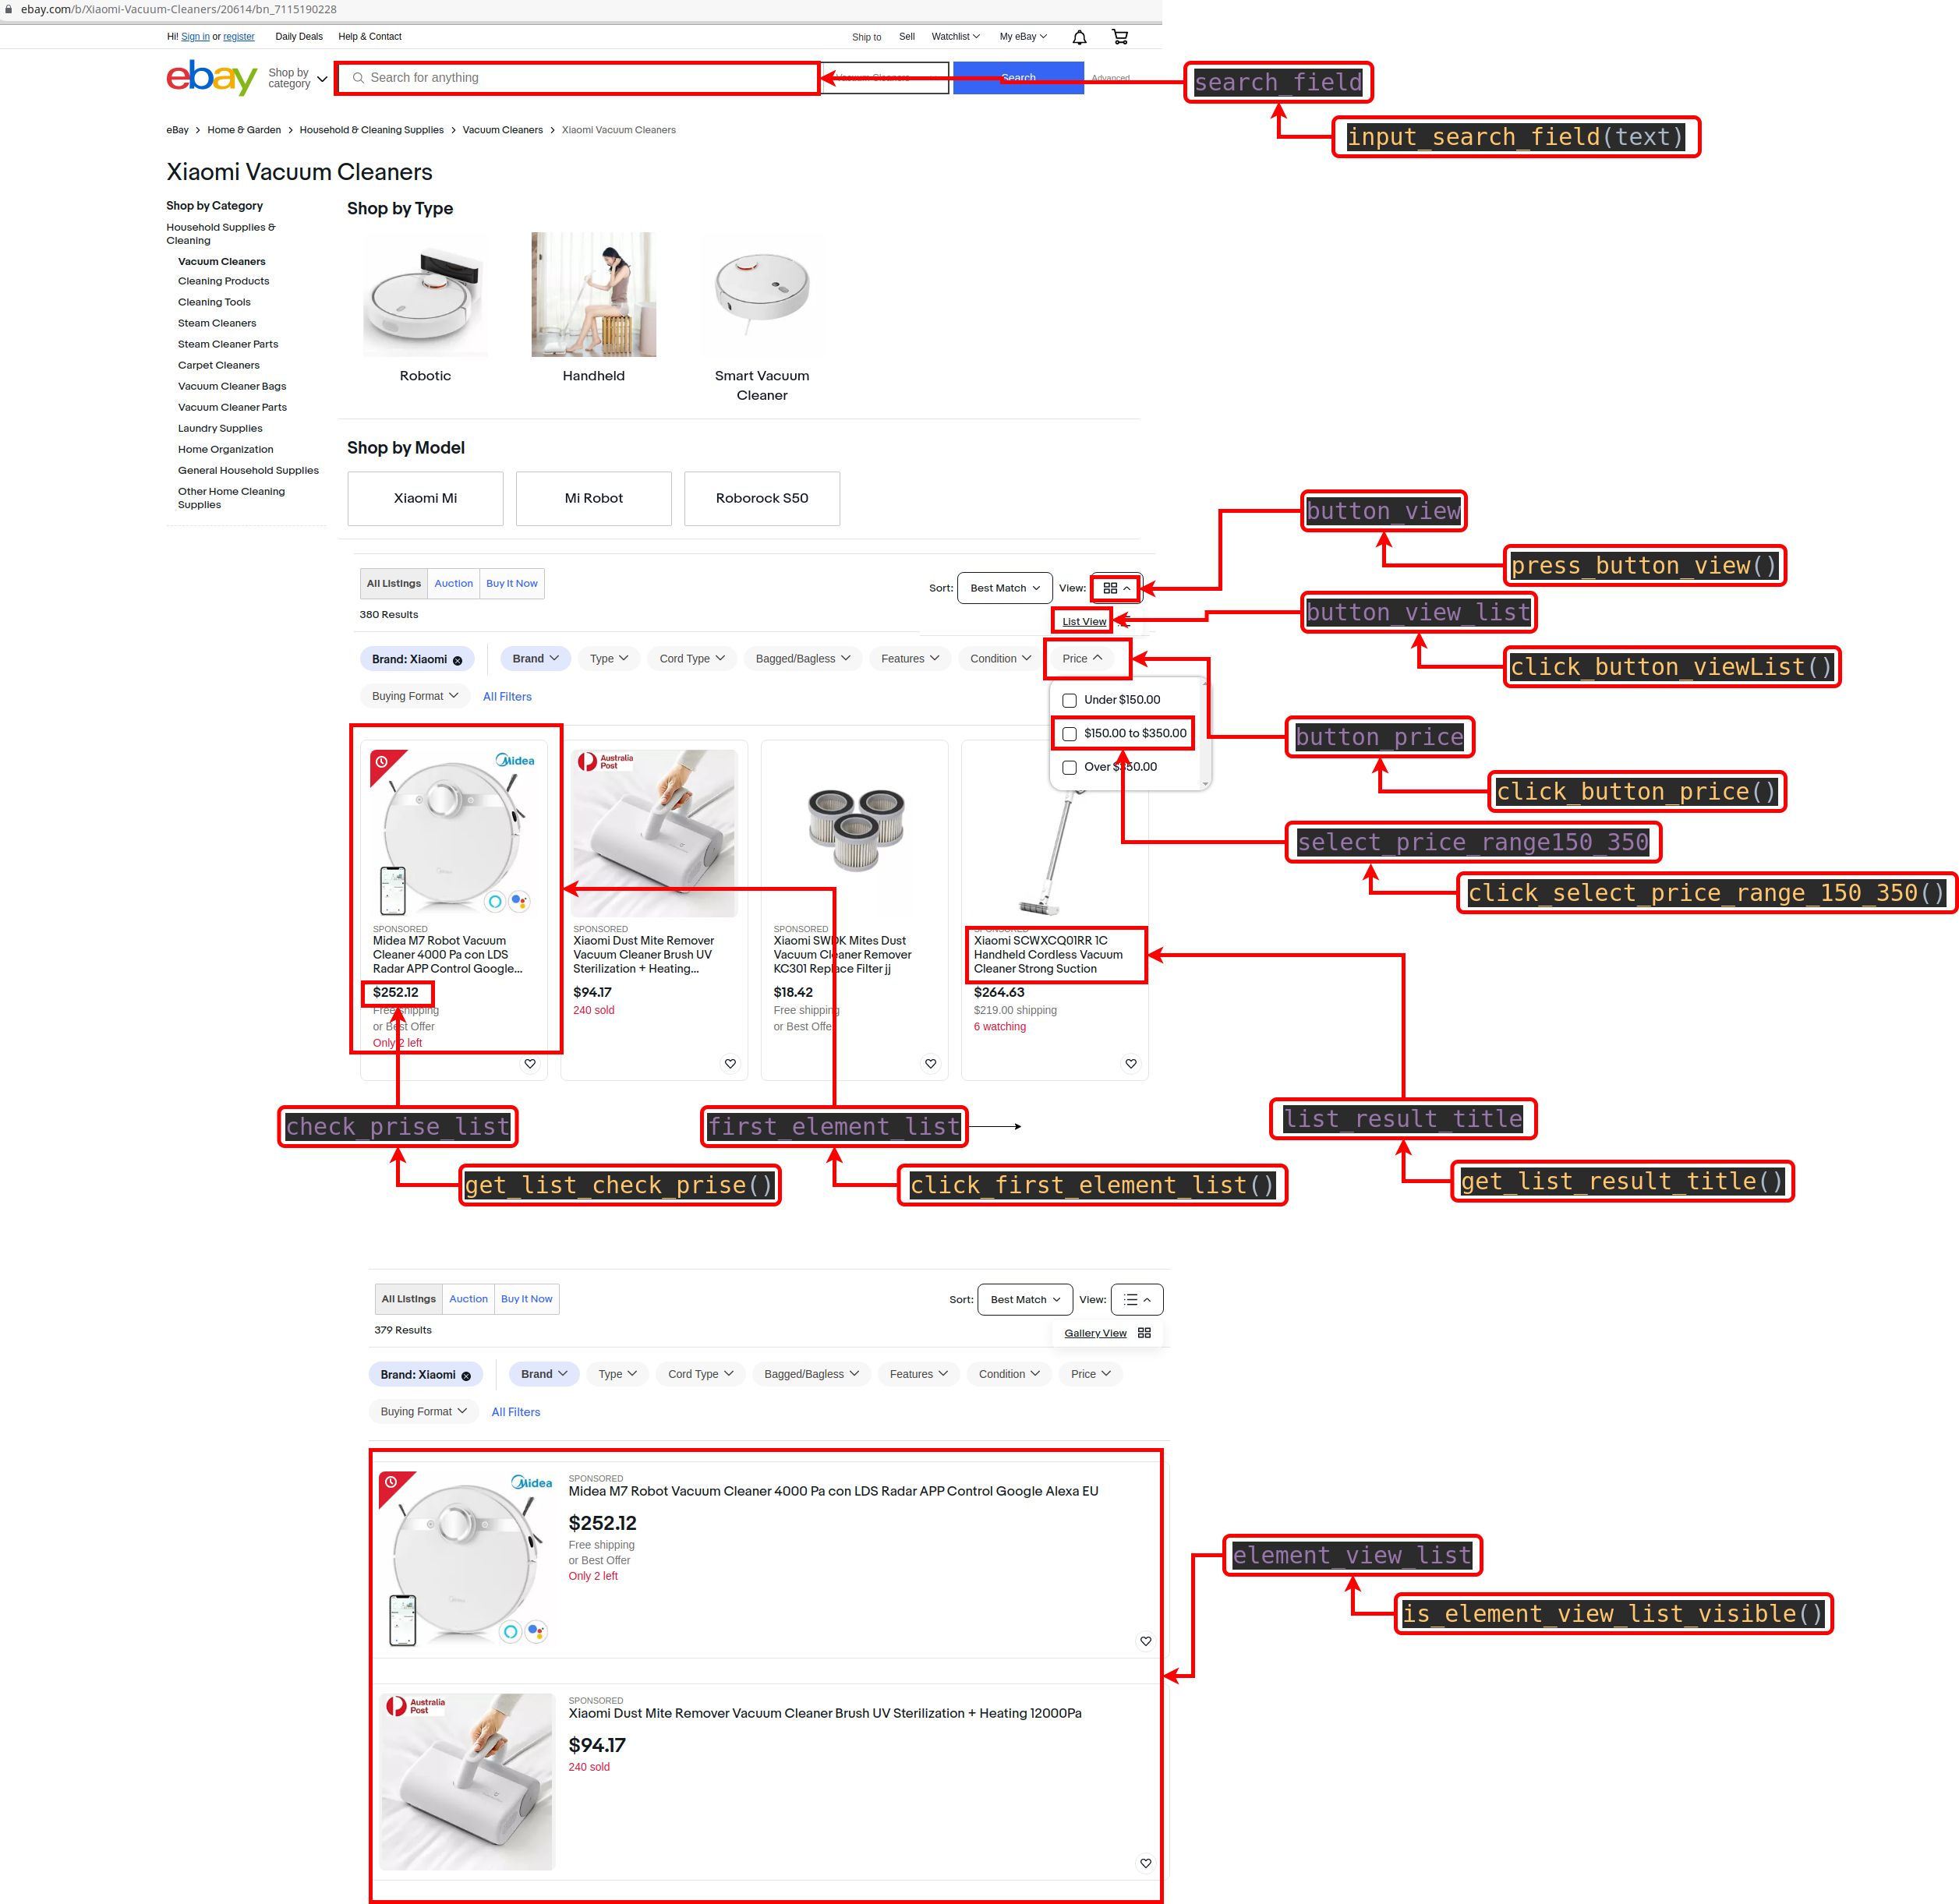 ebay.com/b/Xiaomi-Vacuum-Cleaners/20614/bn_7115190228
Hi! Sign in or register
Daily Deals
Help & Contact
Ship to
Sell
Watchlist
My eBay
ebay
Shop by
category
Search for anything
Vacuum Cleaners
Search
Advanced
search_field
input_search_field(text)
eBay > Home & Garden > Household & Cleaning Supplies > Vacuum Cleaners > Xiaomi Vacuum Cleaners
Xiaomi Vacuum Cleaners
Shop by Category
Household Supplies &
Cleaning
Vacuum Cleaners
Cleaning Products
Cleaning Tools
Steam Cleaners
Steam Cleaner Parts
Carpet Cleaners
Vacuum Cleaner Bags
Vacuum Cleaner Parts
Laundry Supplies
Home Organization
General Household Supplies
Other Home Cleaning
Supplies
Shop by Type
Robotic
Handheld
Smart Vacuum
Cleaner
Shop by Model
Xiaomi Mi
Mi Robot
Roborock S50
button_view
press_button_view()
All Listings
Auction
Buy It Now
Sort:
Best Match
View:
380 Results
List View
button_view_list
click_button_viewList()
Brand: Xiaomi
Brand
Type
Cord Type
Bagged/Bagless
Features
Condition
Price
Buying Format
All Filters
Under $150.00
$150.00 to $350.00
Over $350.00
button_price
click_button_price()
select_price_range150_350
click_select_price_range_150_350()
Midea
SPONSORED
Midea M7 Robot Vacuum
Cleaner 4000 Pa con LDS
Radar APP Control Google...
$252.12
Free shipping
or Best Offer
Only 2 left
Australia
Post
SPONSORED
Xiaomi Dust Mite Remover
Vacuum Cleaner Brush UV
Sterilization + Heating...
$94.17
240 sold
SPONSORED
Xiaomi SWDK Mites Dust
Vacuum Cleaner Remover
KC301 Replace Filter jj
$18.42
Free shipping
or Best Offer
SPONSORED
Xiaomi SCWXCQ01RR 1C
Handheld Cordless Vacuum
Cleaner Strong Suction
$264.63
$219.00 shipping
6 watching
check_prise_list
get_list_check_prise()
first_element_list
click_first_element_list()
list_result_title
get_list_result_title()
All Listings
Auction
Buy It Now
Sort:
Best Match
View:
379 Results
Gallery View
Brand: Xiaomi
Brand
Type
Cord Type
Bagged/Bagless
Features
Condition
Price
Buying Format
All Filters
Midea
SPONSORED
Midea M7 Robot Vacuum Cleaner 4000 Pa con LDS Radar APP Control Google Alexa EU
$252.12
Free shipping
or Best Offer
Only 2 left
element_view_list
is_element_view_list_visible()
Australia
Post
SPONSORED
Xiaomi Dust Mite Remover Vacuum Cleaner Brush UV Sterilization + Heating 12000Pa
$94.17
240 sold